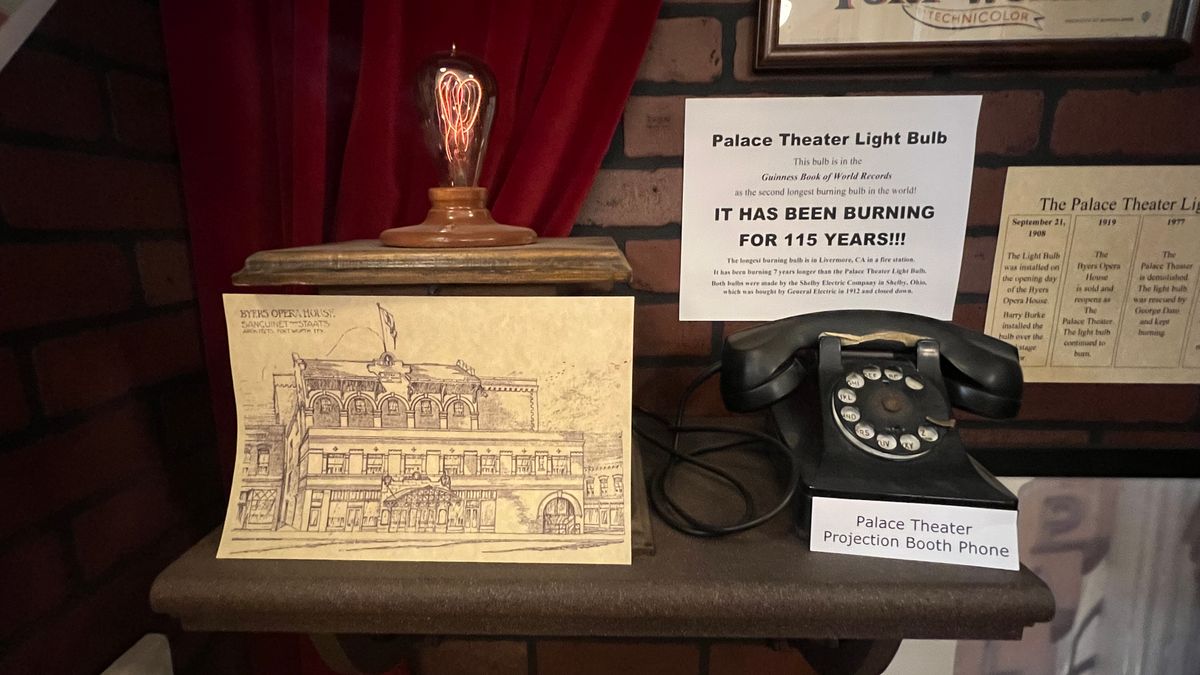 TECHNICOLOR
Palace Theater Light Bulb
This bulb is in the
Guinness Book of World Records
as the second longest burning bulb in the world!
IT HAS BEEN BURNING
FOR 115 YEARS!!!
The longest burning bulb is in Livermore, CA in a fire station.
It has been burning 7 years longer than the Palace Theater Light Bulb.
Both bulbs were made by the Shelby Electric Company in Shelby, Ohio,
which was bought by General Electric in 1912 and closed down.
The Palace Theater Lig
September 21,
1908
The Light Bulb
was installed on
the opening day
of the Byers
Opera House.
Barry Burke
installed the
bulb over the
1919
The
Byers Opera
House
is sold and
reopens as
The
Palace Theater.
The light bulb
continued to
burn.
1977
The
Palace Theater
is demolished.
The light bulb
was rescued by
George Dato
and kept
burning.
BYERS OPERA HOUSE
SANGUINET & STAATS
ARCHITECTS. FORT WORTH TEX.
JKL
Palace Theater
Projection Booth Phone